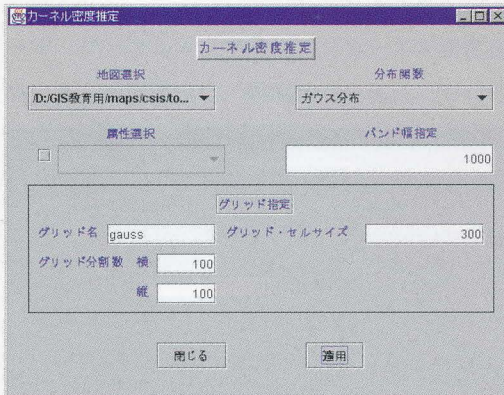 カーネル密度推定
カーネル密度推定
地図選択 分布関数
/D:/GIS教育用/maps/csis/to... ガウス分布
属性選択 バンド幅指定
1000
グリッド指定
グリッド名 gauss グリッド・セルサイズ 300
グリッド分割数 横 100
縦 100
閉じる 適用